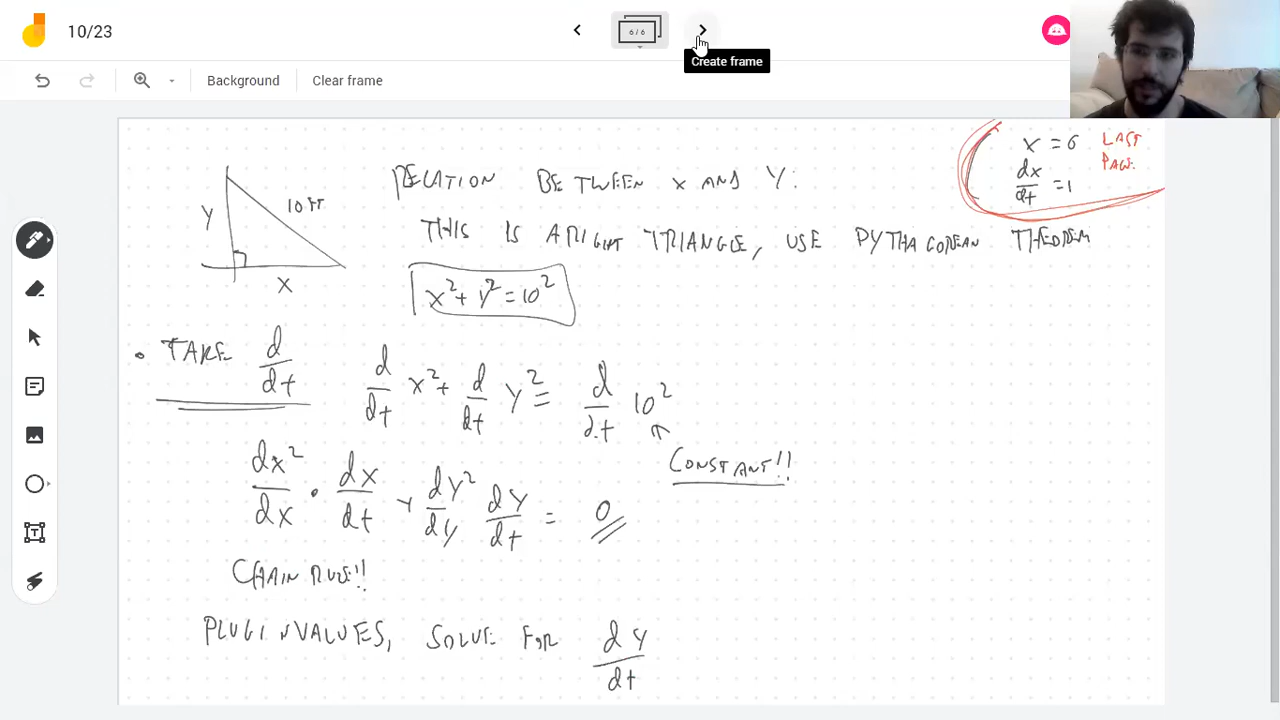 10/23
6/6
Create frame
Background
Clear frame
x = 6
LAST
PAGE
dx/dt = 1
Y
10 FT
X
RELATION BETWEEN X AND Y:
THIS IS A RIGHT TRIANGLE, USE PYTHAGOREAN THEOREM
x² + y² = 10²
• TAKE d/dt
d/dt x² + d/dt y² = d/dt 10²
CONSTANT!!
dx²/dx • dx/dt + dy²/dy dy/dt = 0
CHAIN RULE!!
PLUG IN VALUES, SOLVE FOR dy/dt